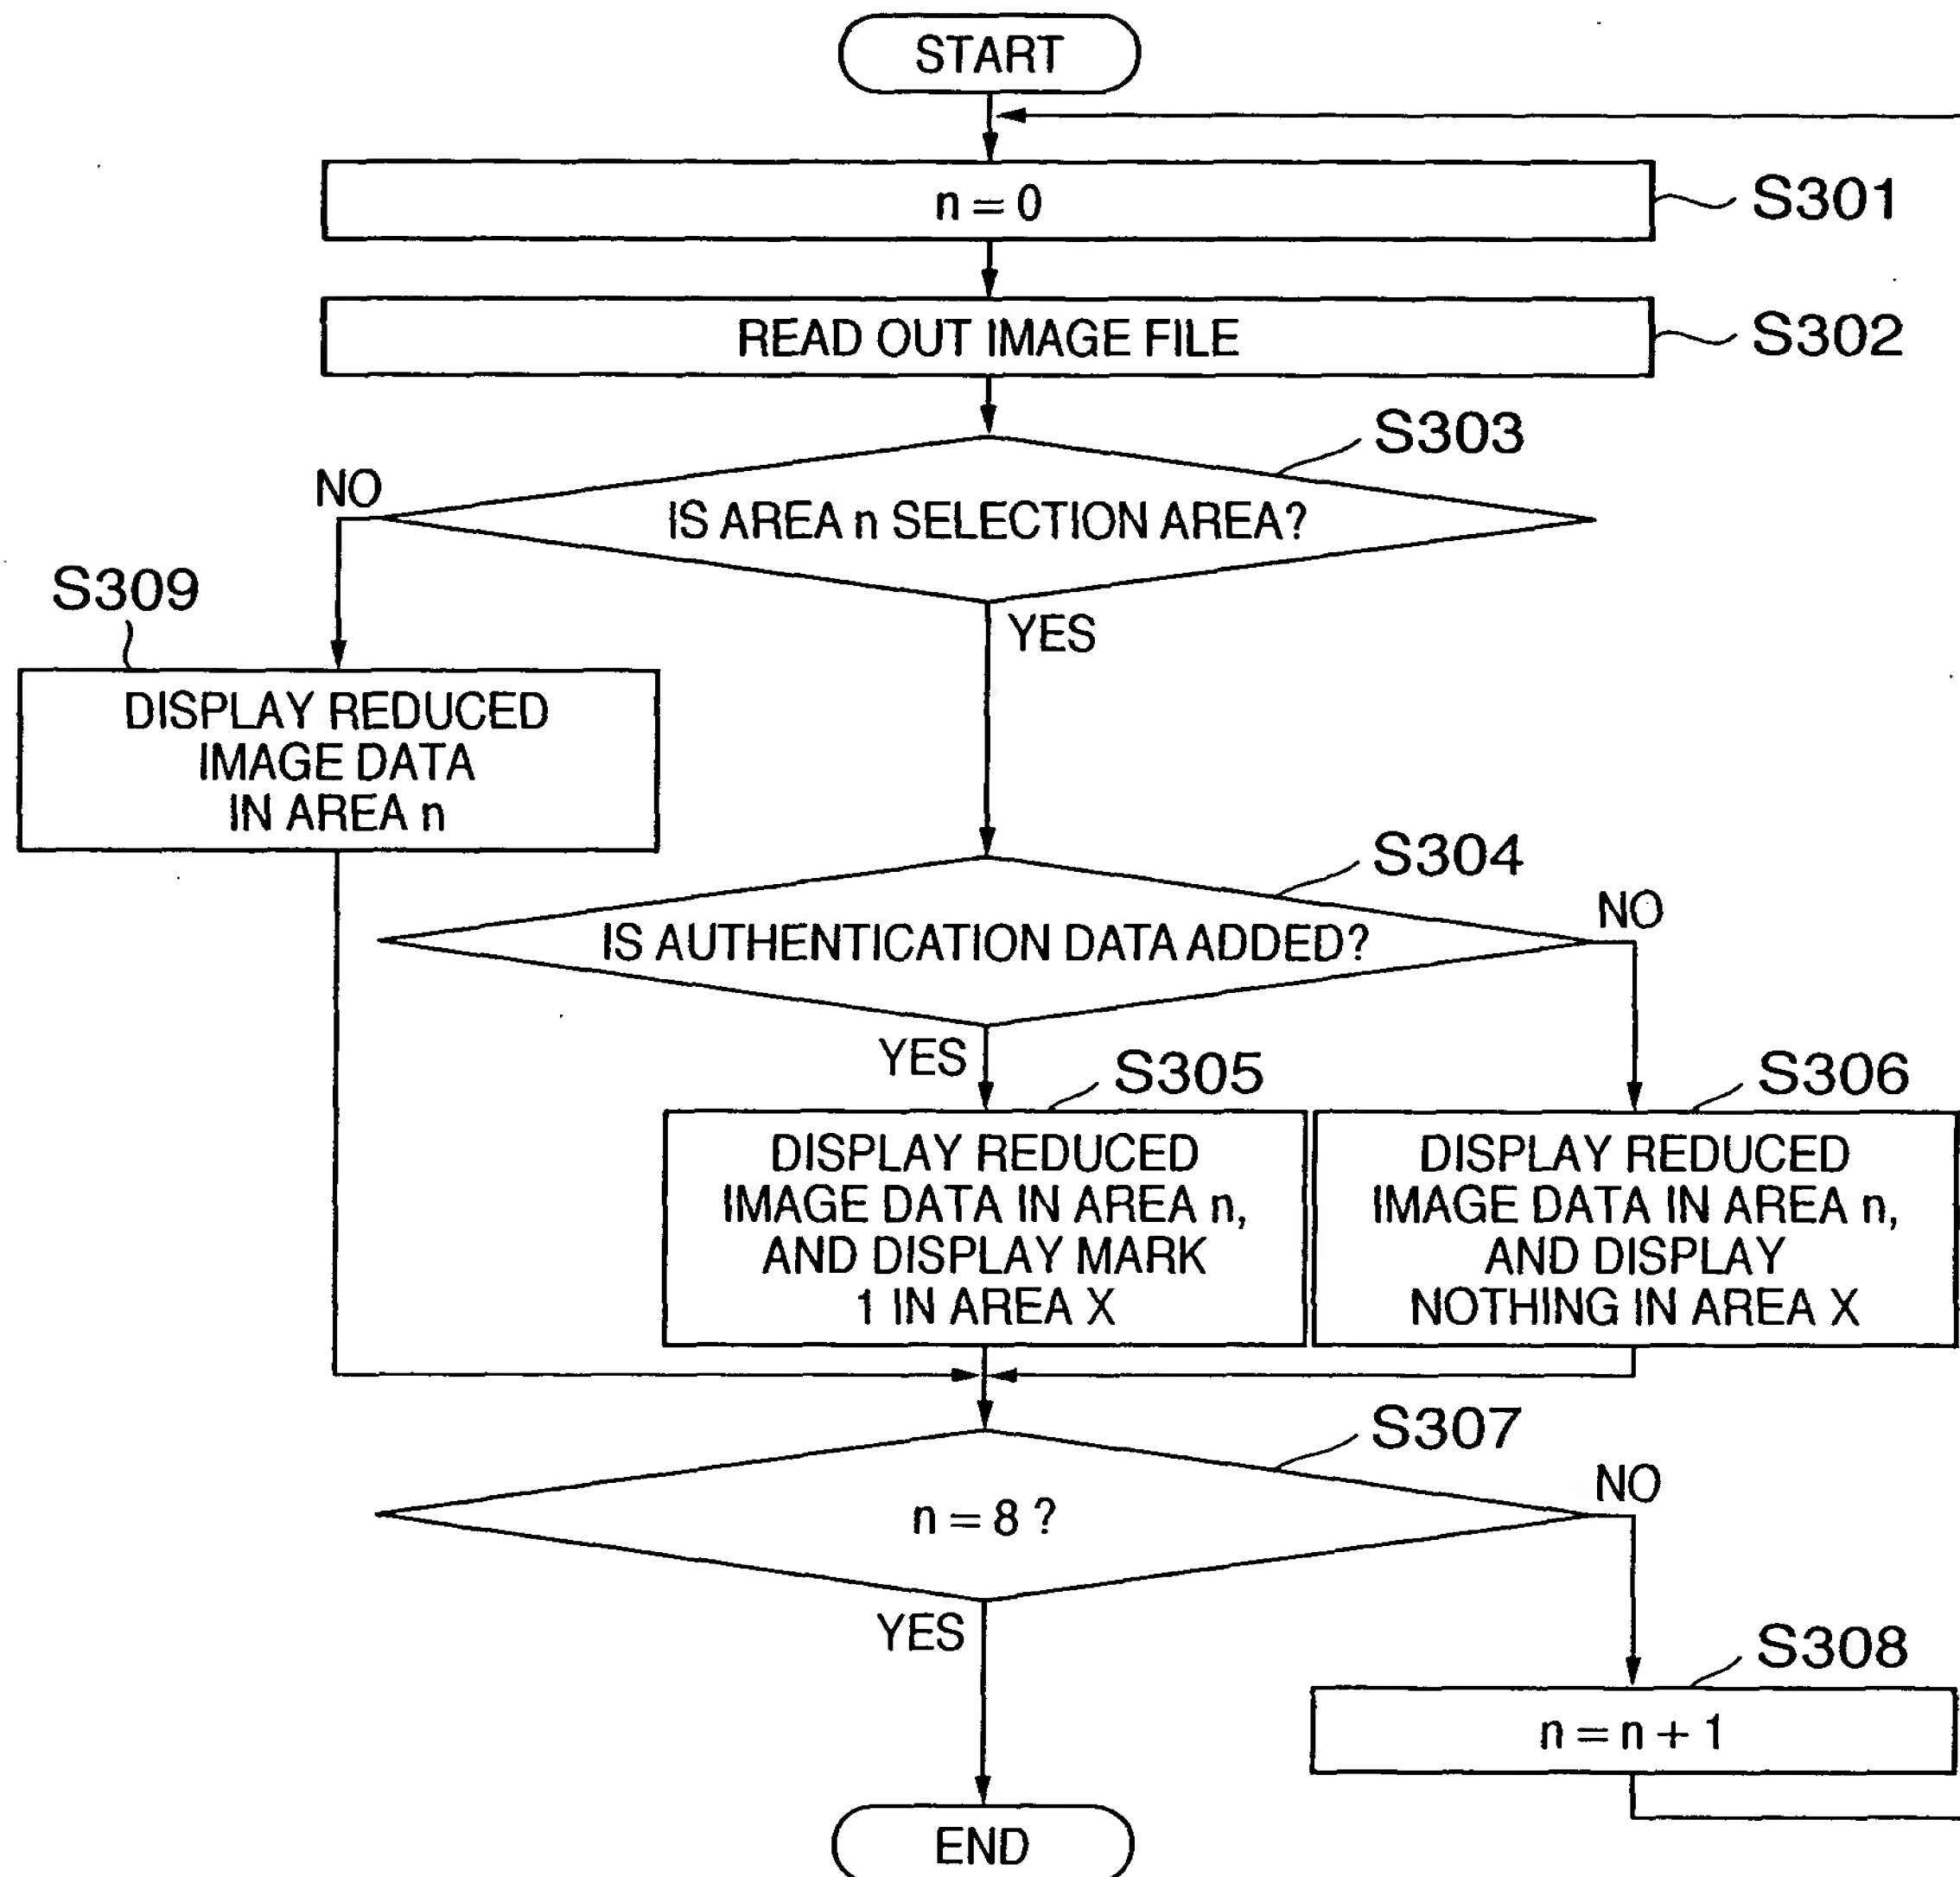 START
n = 0
S301
READ OUT IMAGE FILE
S302
S303
NO
IS AREA n SELECTION AREA?
YES
S309
DISPLAY REDUCED
IMAGE DATA
IN AREA n
S304
IS AUTHENTICATION DATA ADDED?
NO
YES
S305
DISPLAY REDUCED
IMAGE DATA IN AREA n,
AND DISPLAY MARK
1 IN AREA X
S306
DISPLAY REDUCED
IMAGE DATA IN AREA n,
AND DISPLAY
NOTHING IN AREA X
S307
n = 8 ?
NO
YES
S308
n = n + 1
END